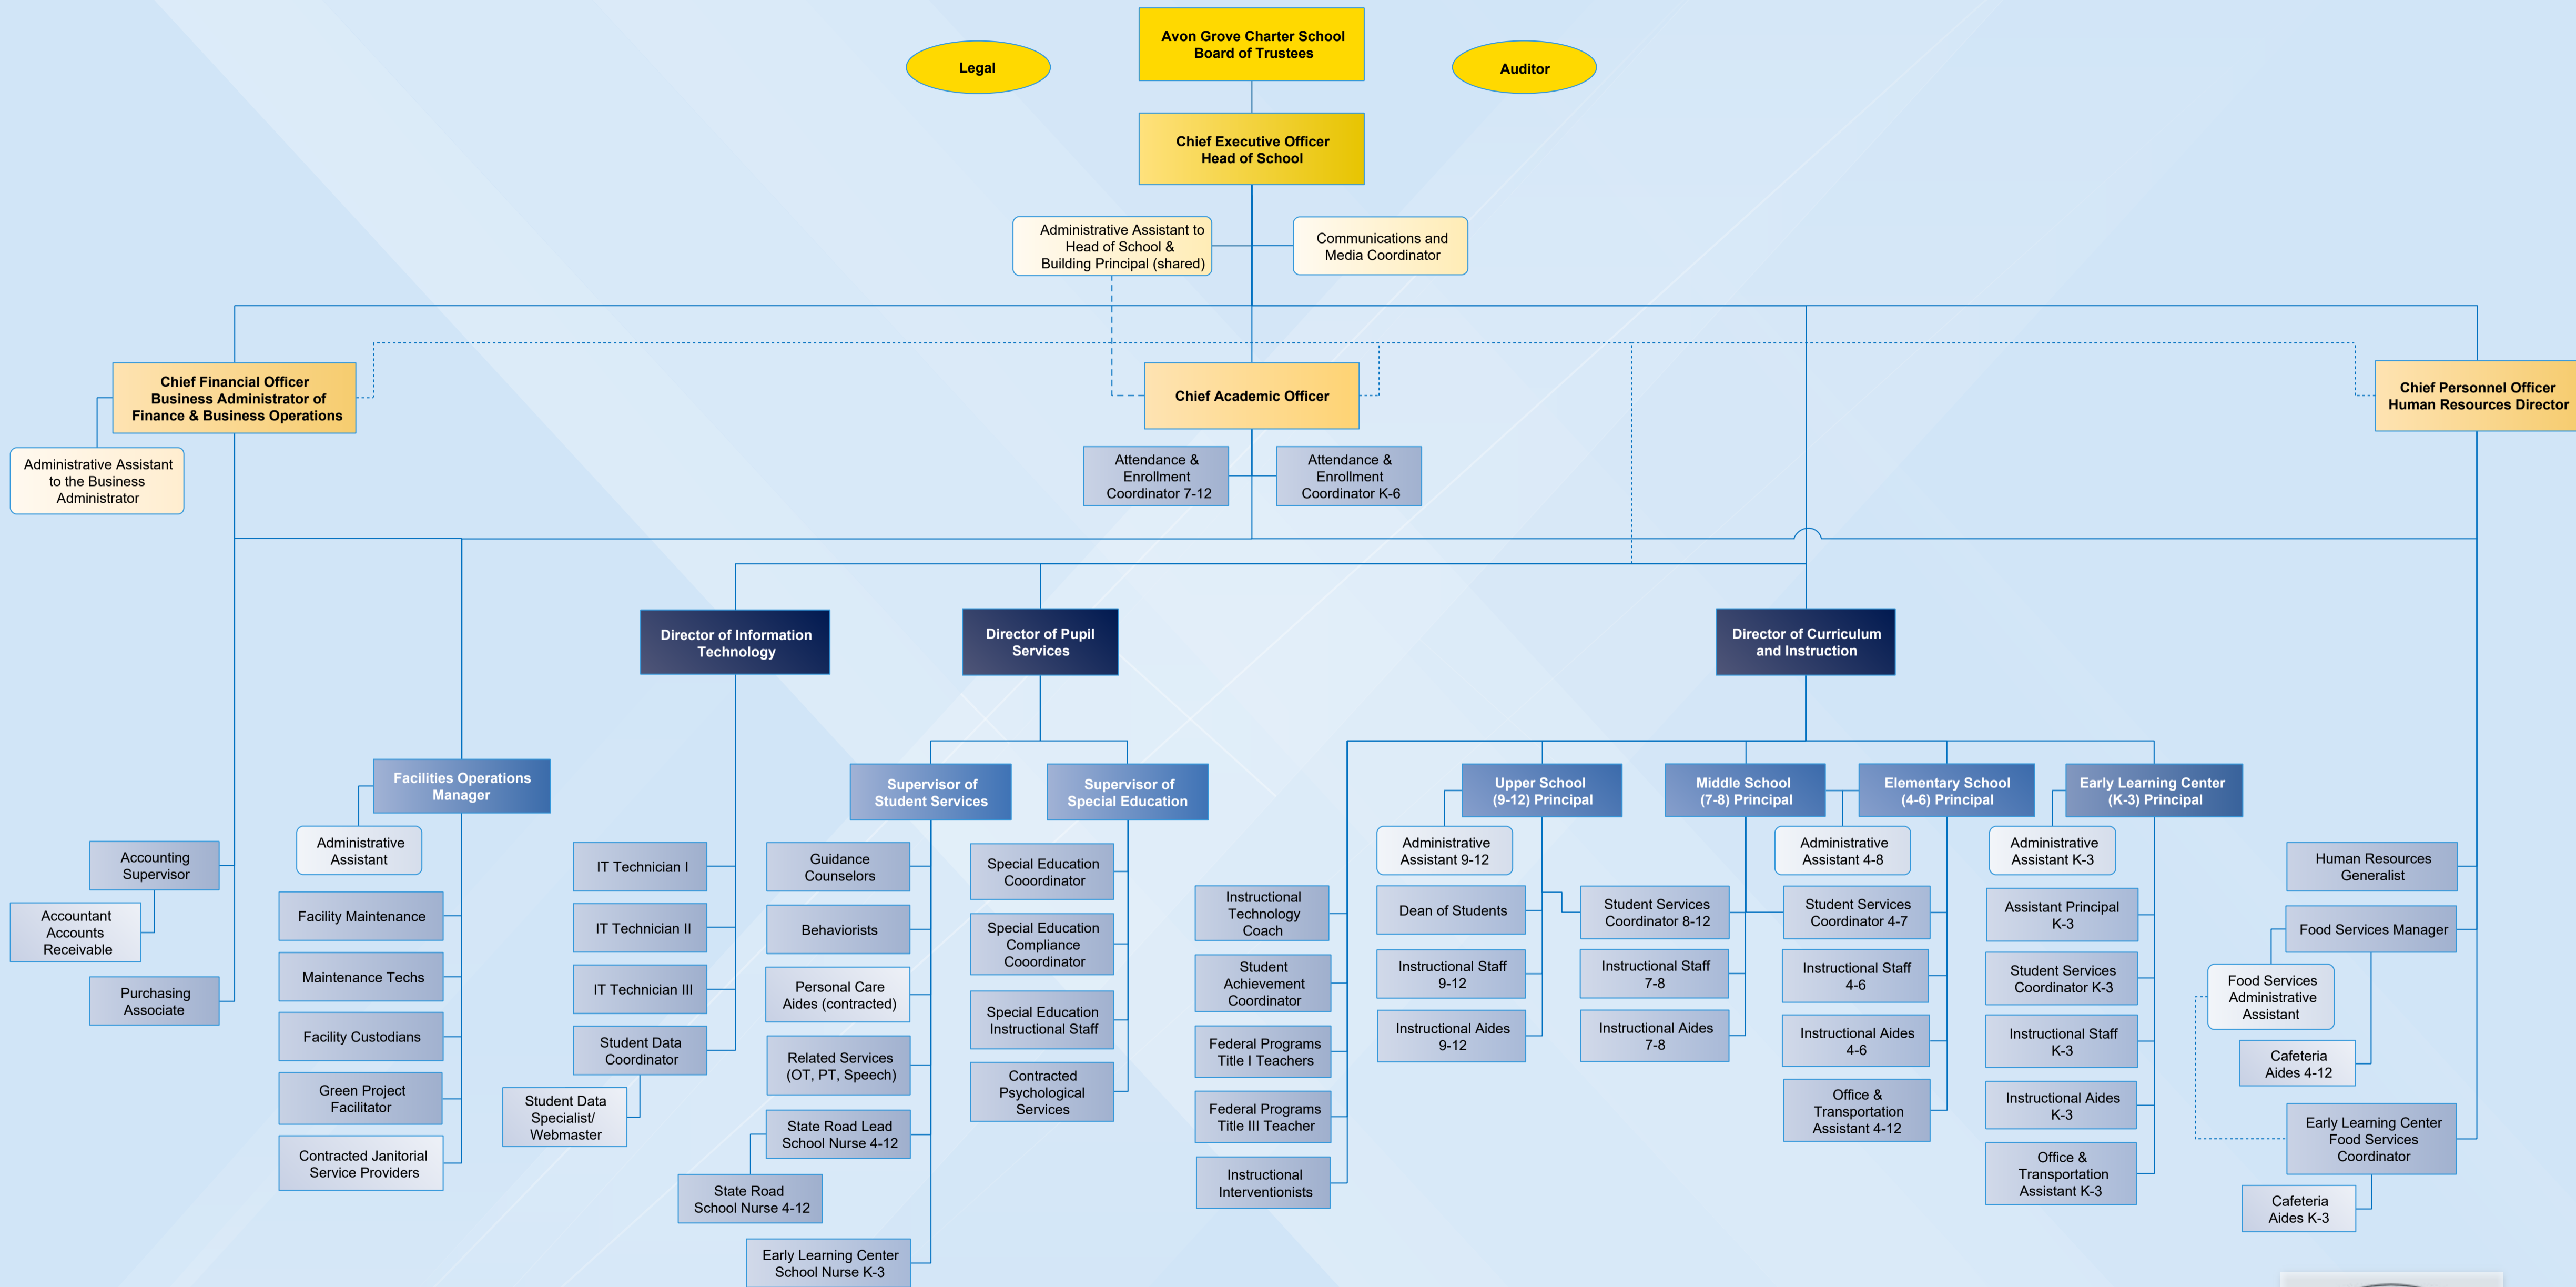 Avon Grove Charter School
Board of Trustees
Legal
Auditor
Chief Executive Officer
Head of School
Administrative Assistant to
Head of School &
Building Principal (shared)
Communications and
Media Coordinator
Chief Financial Officer
Business Administrator of
Finance & Business Operations
Chief Academic Officer
Chief Personnel Officer
Human Resources Director
Administrative Assistant
to the Business
Administrator
Attendance &
Enrollment
Coordinator 7-12
Attendance &
Enrollment
Coordinator K-6
Director of Information
Technology
Director of Pupil
Services
Director of Curriculum
and Instruction
Facilities Operations
Manager
Supervisor of
Student Services
Supervisor of
Special Education
Upper School
(9-12) Principal
Middle School
(7-8) Principal
Elementary School
(4-6) Principal
Early Learning Center
(K-3) Principal
Accounting
Supervisor
Accountant
Accounts
Receivable
Purchasing
Associate
Administrative
Assistant
Facility Maintenance
Maintenance Techs
Facility Custodians
Green Project
Facilitator
Contracted Janitorial
Service Providers
IT Technician I
IT Technician II
IT Technician III
Student Data
Coordinator
Student Data
Specialist/
Webmaster
Guidance
Counselors
Behaviorists
Personal Care
Aides (contracted)
Related Services
(OT, PT, Speech)
State Road Lead
School Nurse 4-12
State Road
School Nurse 4-12
Early Learning Center
School Nurse K-3
Special Education
Cooordinator
Special Education
Compliance
Cooordinator
Special Education
Instructional Staff
Contracted
Psychological
Services
Instructional
Technology
Coach
Student
Achievement
Coordinator
Federal Programs
Title I Teachers
Federal Programs
Title III Teacher
Instructional
Interventionists
Administrative
Assistant 9-12
Dean of Students
Instructional Staff
9-12
Instructional Aides
9-12
Student Services
Coordinator 8-12
Instructional Staff
7-8
Instructional Aides
7-8
Administrative
Assistant 4-8
Student Services
Coordinator 4-7
Instructional Staff
4-6
Instructional Aides
4-6
Office &
Transportation
Assistant 4-12
Administrative
Assistant K-3
Assistant Principal
K-3
Student Services
Coordinator K-3
Instructional Staff
K-3
Instructional Aides
K-3
Office &
Transportation
Assistant K-3
Human Resources
Generalist
Food Services Manager
Food Services
Administrative
Assistant
Cafeteria
Aides 4-12
Early Learning Center
Food Services
Coordinator
Cafeteria
Aides K-3